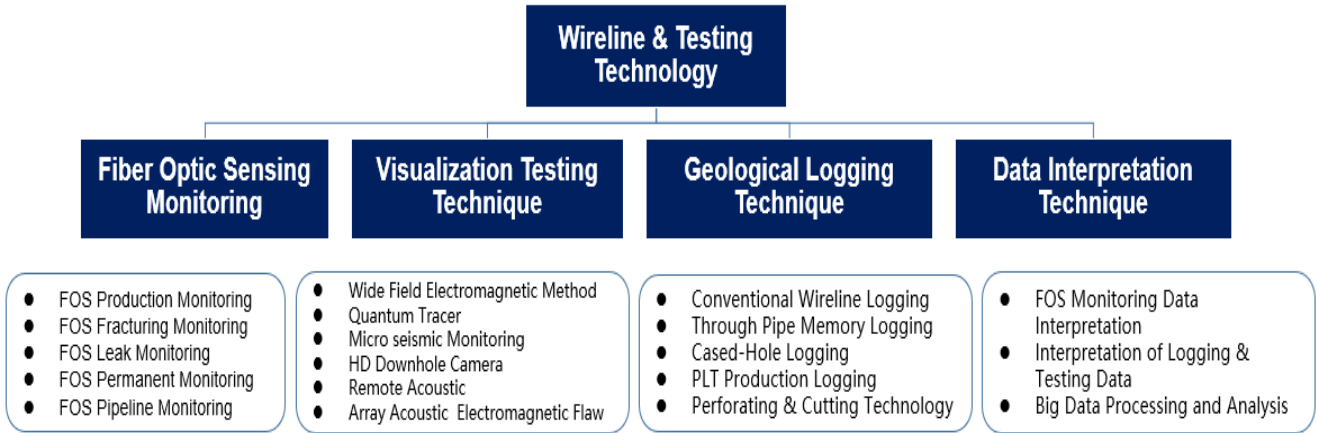 Wireline & Testing
Technology
Fiber Optic Sensing
Monitoring
Visualization Testing
Technique
Geological Logging
Technique
Data Interpretation
Technique
● FOS Production Monitoring
● FOS Fracturing Monitoring
● FOS Leak Monitoring
● FOS Permanent Monitoring
● FOS Pipeline Monitoring
● Wide Field Electromagnetic Method
● Quantum Tracer
● Micro seismic Monitoring
● HD Downhole Camera
● Remote Acoustic
● Array Acoustic Electromagnetic Flaw
● Conventional Wireline Logging
● Through Pipe Memory Logging
● Cased-Hole Logging
● PLT Production Logging
● Perforating & Cutting Technology
● FOS Monitoring Data
Interpretation
● Interpretation of Logging &
Testing Data
● Big Data Processing and Analysis